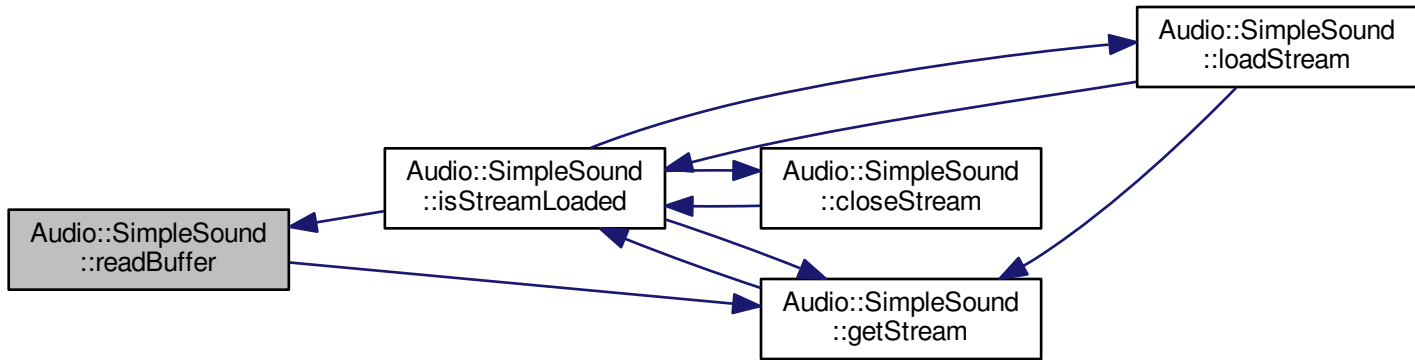 Audio::SimpleSound
::loadStream
Audio::SimpleSound
::isStreamLoaded
Audio::SimpleSound
::closeStream
Audio::SimpleSound
::readBuffer
Audio::SimpleSound
::getStream